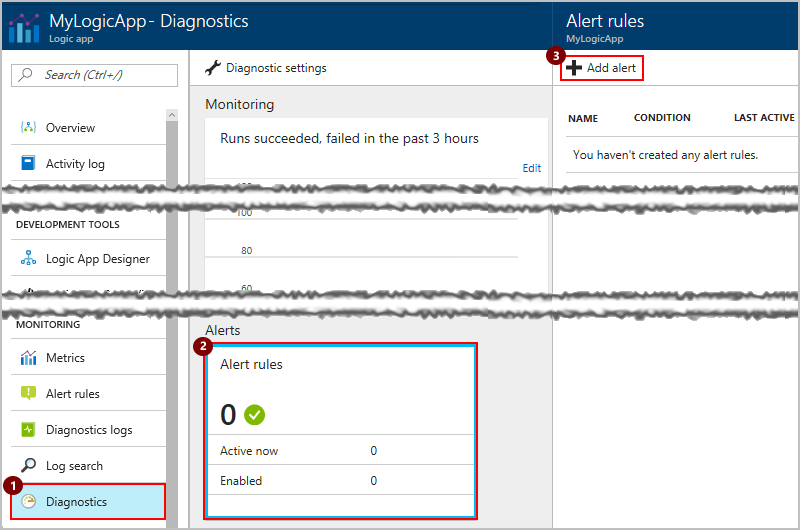 MyLogicApp - Diagnostics
Logic app
Search (Ctrl+/)
Overview
Activity log
DEVELOPMENT TOOLS
Logic App Designer
MONITORING
Metrics
Alert rules
Diagnostics logs
Log search
1
Diagnostics
Diagnostic settings
Monitoring
Runs succeeded, failed in the past 3 hours
Edit
100
80
60
Alerts
2
Alert rules
0
Active now 0
Enabled 0
Alert rules
MyLogicApp
3
Add alert
NAME CONDITION LAST ACTIVE
You haven't created any alert rules.